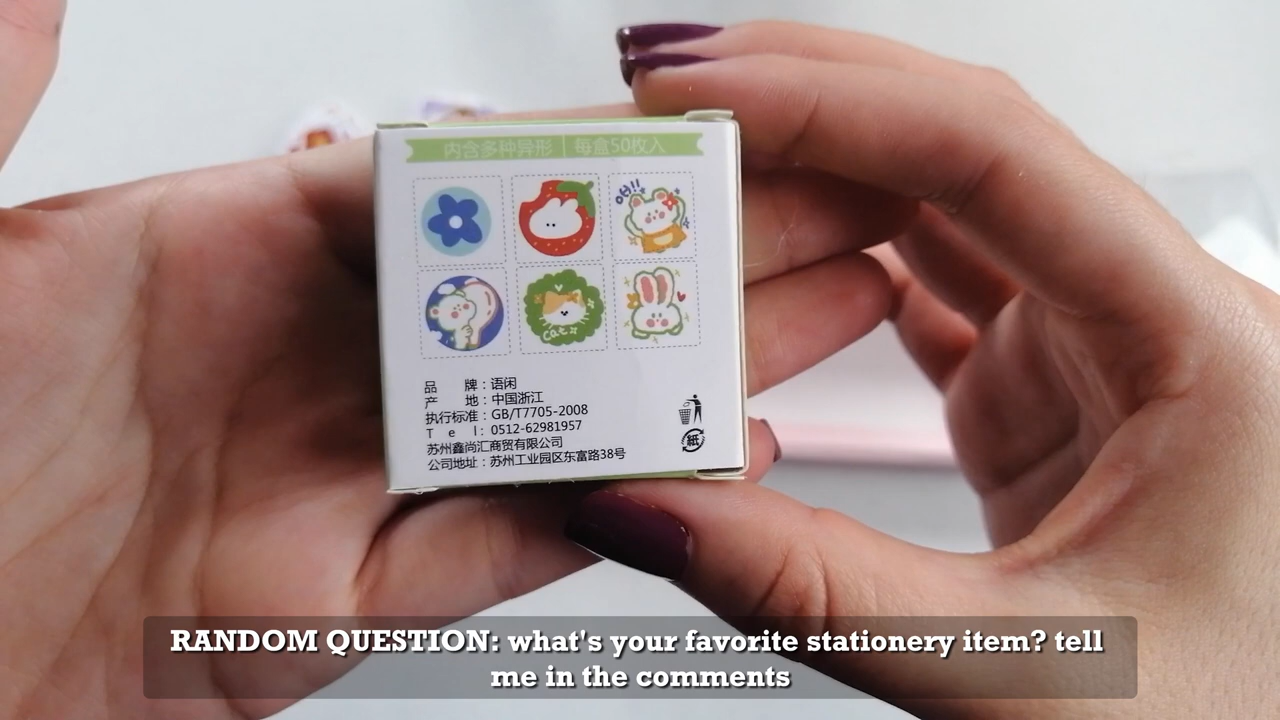 内含多种异形 | 每盒50枚入
OH!!
cat
品 牌：语闲
产 地：中国浙江
执行标准：GB/T7705-2008
T e l：0512-62981957
苏州鑫尚汇商贸有限公司
公司地址：苏州工业园区东富路38号
紙
RANDOM QUESTION: what's your favorite stationery item? tell
me in the comments